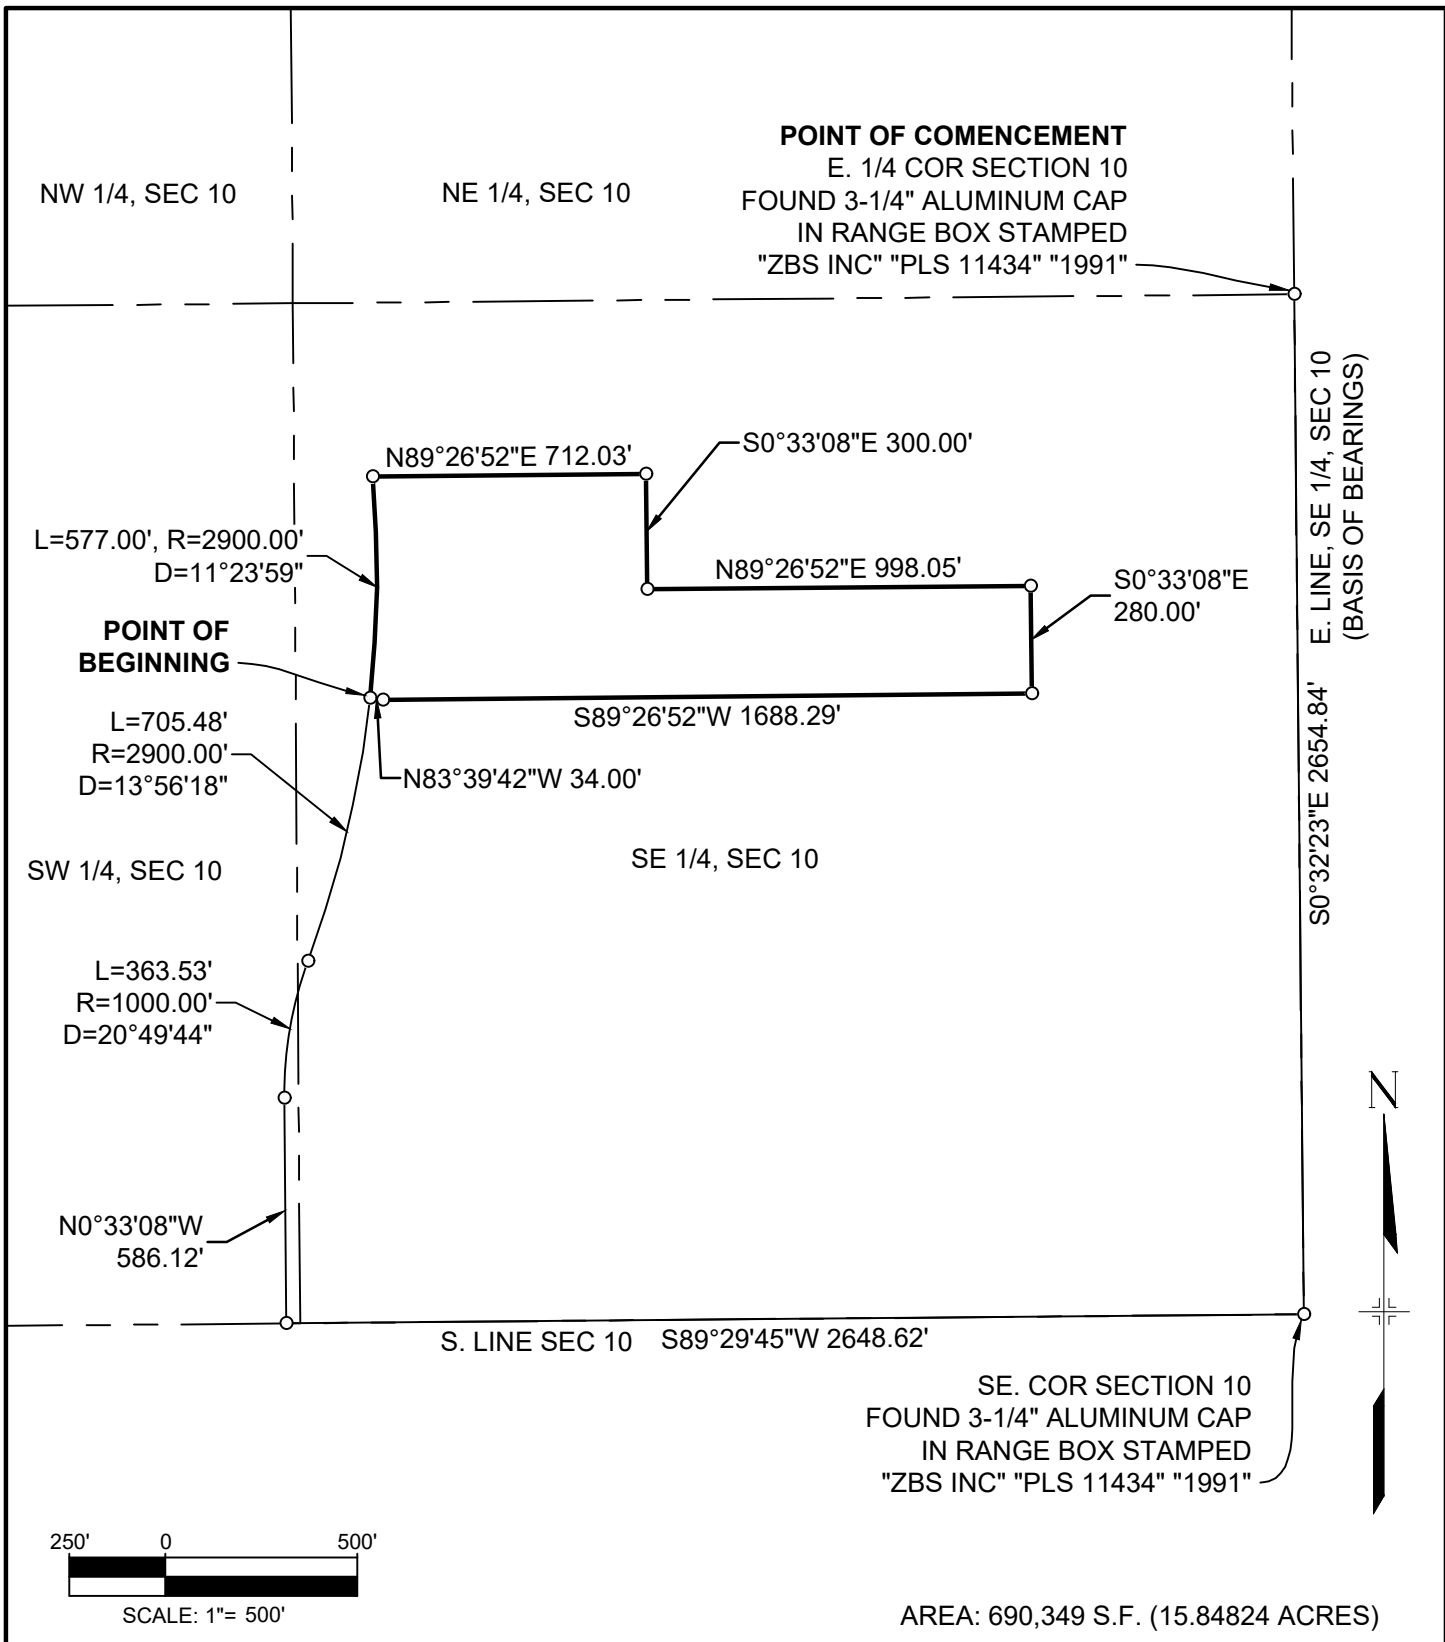 POINT OF COMENCEMENT
E. 1/4 COR SECTION 10
FOUND 3-1/4" ALUMINUM CAP
IN RANGE BOX STAMPED
"ZBS INC" "PLS 11434" "1991"
NW 1/4, SEC 10
NE 1/4, SEC 10
E. LINE, SE 1/4, SEC 10
(BASIS OF BEARINGS)
S0°32'23"E 2654.84'
N89°26'52"E 712.03'
S0°33'08"E 300.00'
L=577.00', R=2900.00'
D=11°23'59"
N89°26'52"E 998.05'
S0°33'08"E
280.00'
POINT OF
BEGINNING
S89°26'52"W 1688.29'
L=705.48'
R=2900.00'
D=13°56'18"
N83°39'42"W 34.00'
SW 1/4, SEC 10
SE 1/4, SEC 10
L=363.53'
R=1000.00'
D=20°49'44"
N
N0°33'08"W
586.12'
S. LINE SEC 10 S89°29'45"W 2648.62'
SE. COR SECTION 10
FOUND 3-1/4" ALUMINUM CAP
IN RANGE BOX STAMPED
"ZBS INC" "PLS 11434" "1991"
250' 0 500'
SCALE: 1"= 500'
AREA: 690,349 S.F. (15.84824 ACRES)